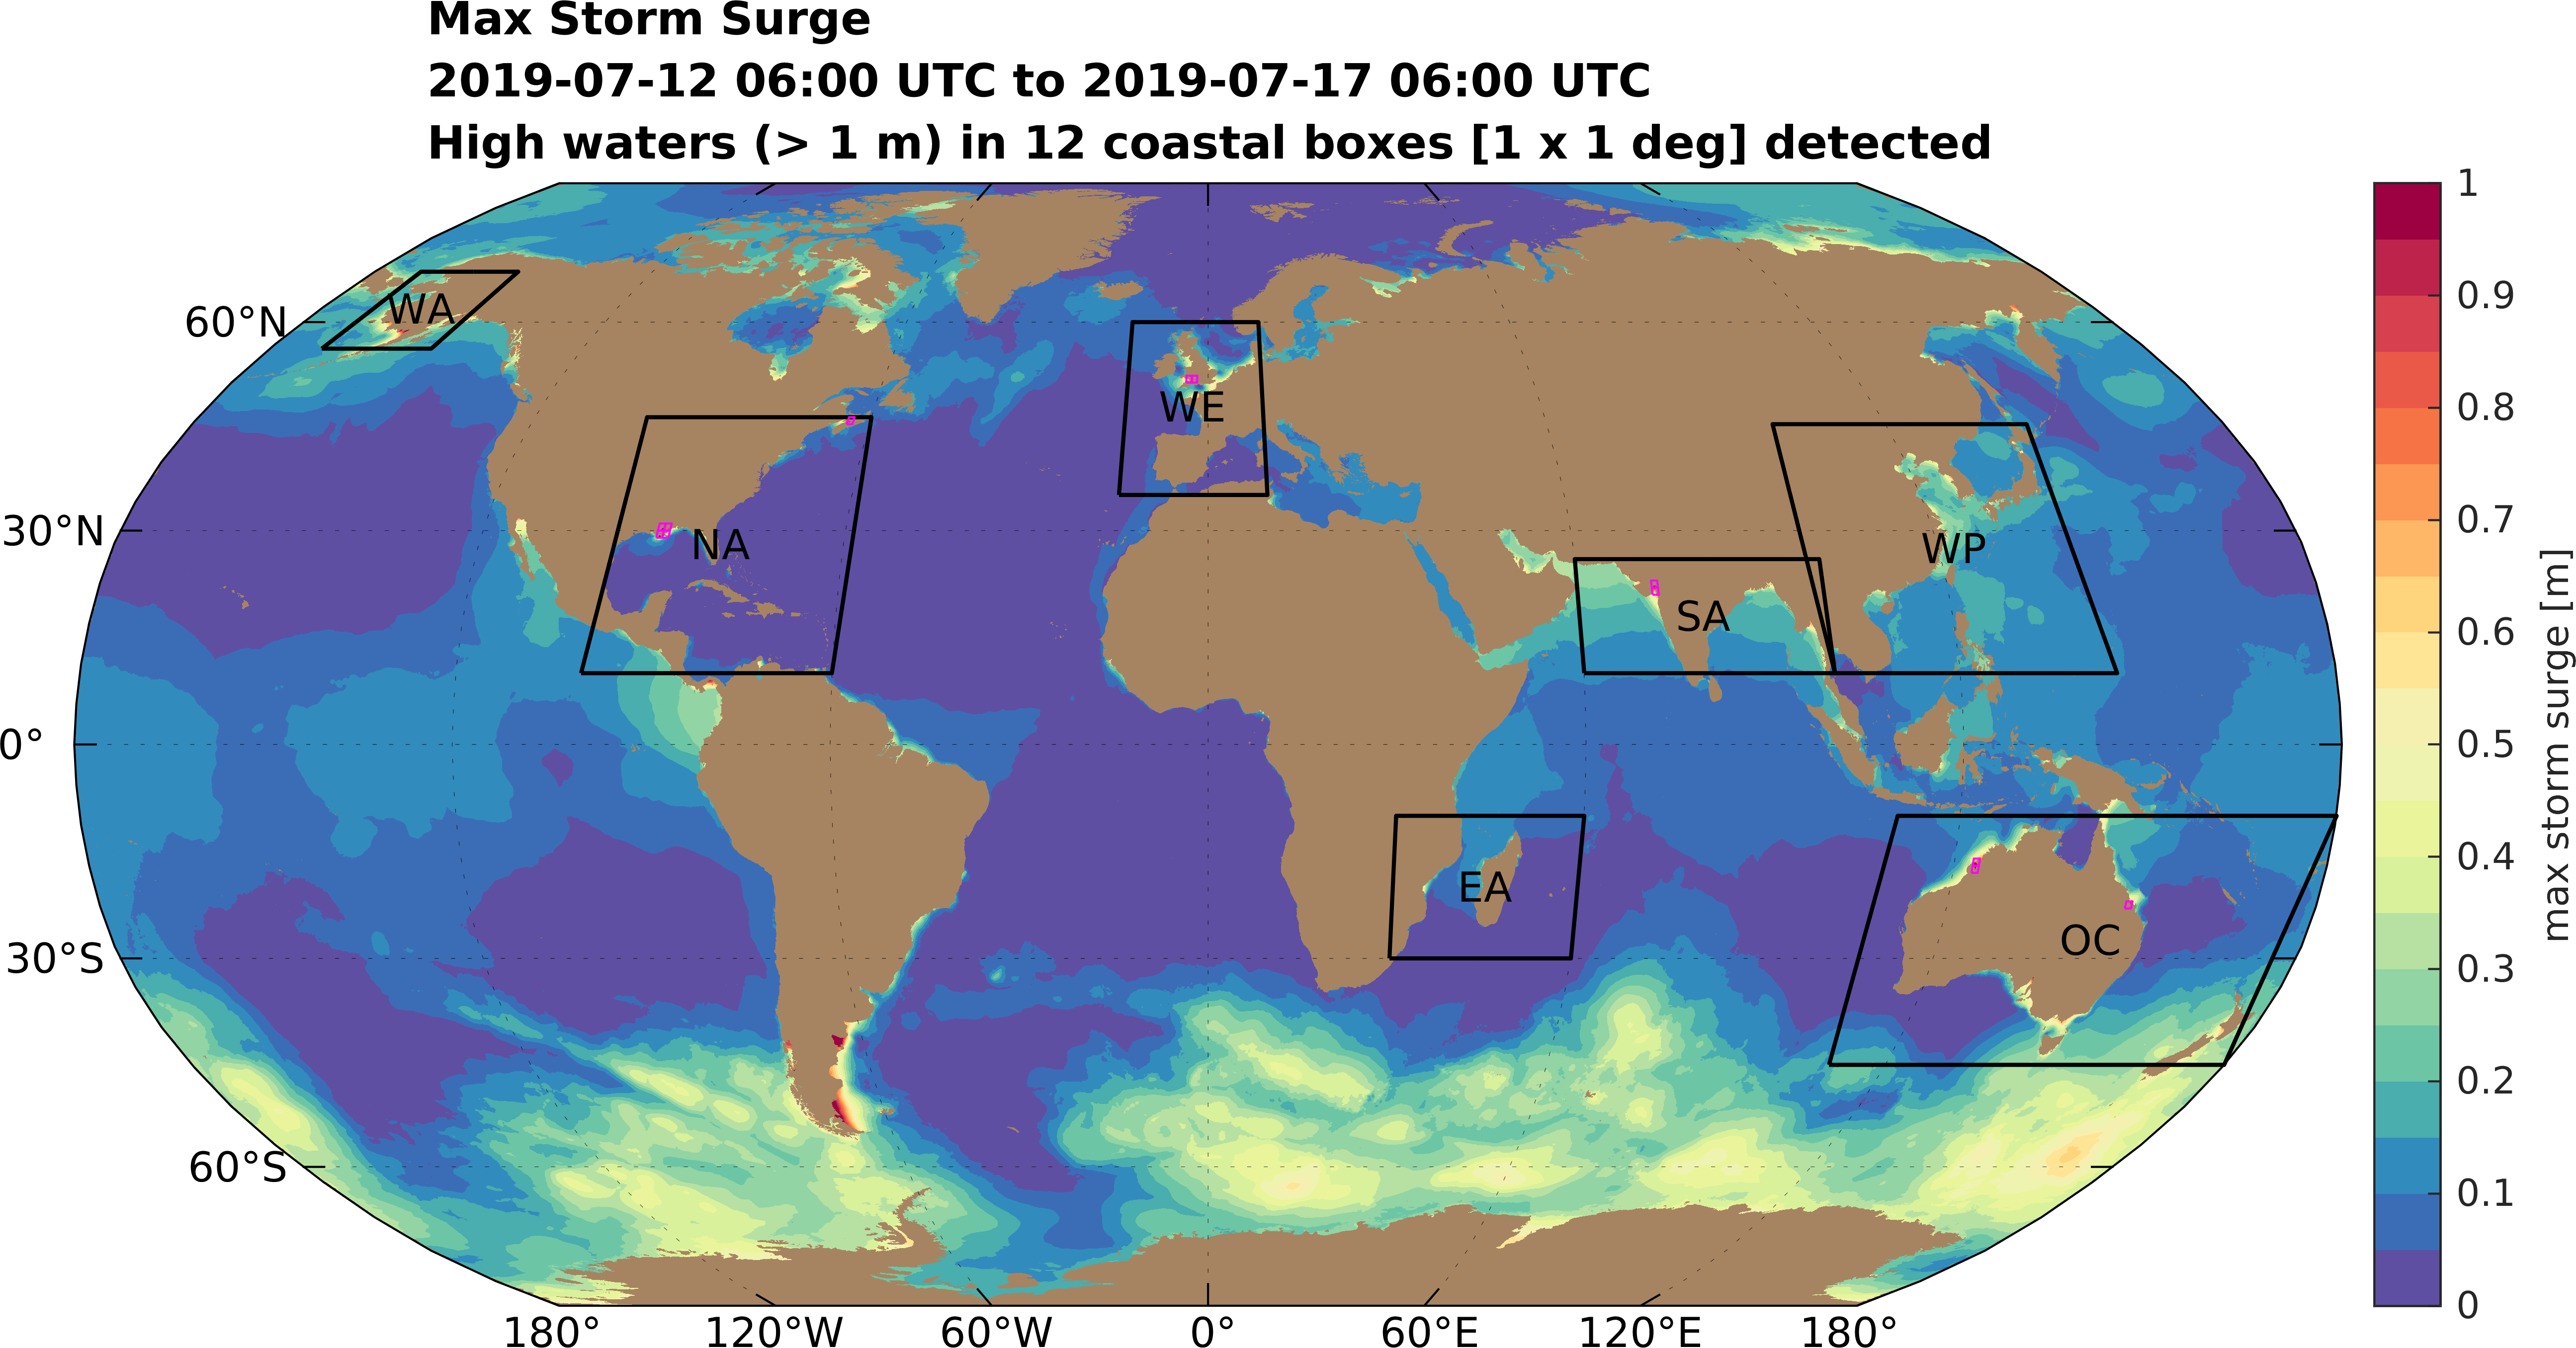 Max Storm Surge
2019-07-12 06:00 UTC to 2019-07-17 06:00 UTC
High waters (> 1 m) in 12 coastal boxes [1 x 1 deg] detected
60°N
30°N
0°
30°S
60°S
WA
NA
WE
SA
WP
EA
OC
180°
120°W
60°W
0°
60°E
120°E
180°
1
0.9
0.8
0.7
0.6
0.5
0.4
0.3
0.2
0.1
0
max storm surge [m]